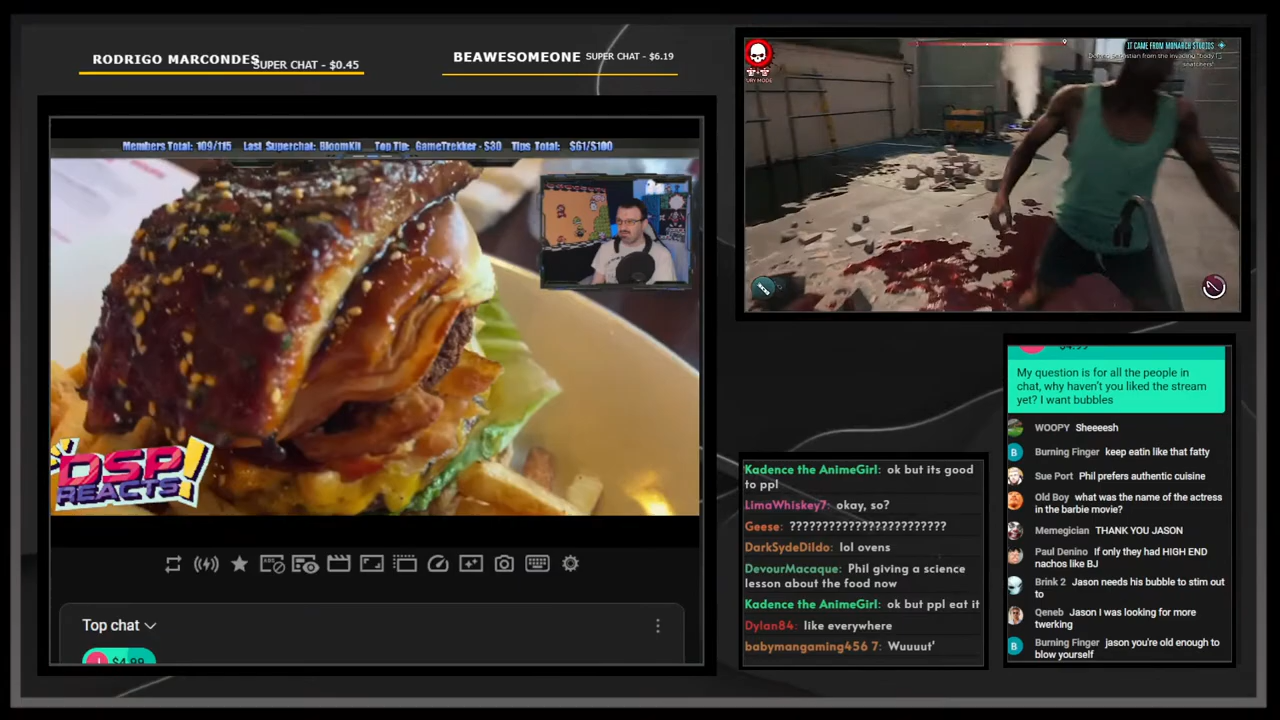 RODRIGO MARCONDES
SUPER CHAT - $0.45
BEAWESOMEONE SUPER CHAT - $6.19
Members Total: 109/115 Last Superchat: BloomKit Top Tip: GameTrekker - $30 Tips Total: $61/$100
DSP
REACTS!
Top chat
$4.99
IT CAME FROM MONARCH STUDIOS
FURY MODE
Kadence the AnimeGirl: ok but its good
to ppl
LimaWhiskey7: okay, so?
Geese: ????????????????????????
DarkSydeDildo: lol ovens
DevourMacaque: Phil giving a science
lesson about the food now
Kadence the AnimeGirl: ok but ppl eat it
Dylan84: like everywhere
babymangaming456 7: Wuuut'
$4.99
My question is for all the people in
chat, why haven't you liked the stream
yet? I want bubbles
WOOPY Sheeeesh
B Burning Finger keep eatin like that fatty
Sue Port Phil prefers authentic cuisine
Old Boy what was the name of the actress
in the barbie movie?
Memegician THANK YOU JASON
Paul Denino If only they had HIGH END
nachos like BJ
Brink 2 Jason needs his bubble to stim out
to
Qeneb Jason I was looking for more
twerking
B Burning Finger jason you're old enough to
blow yourself